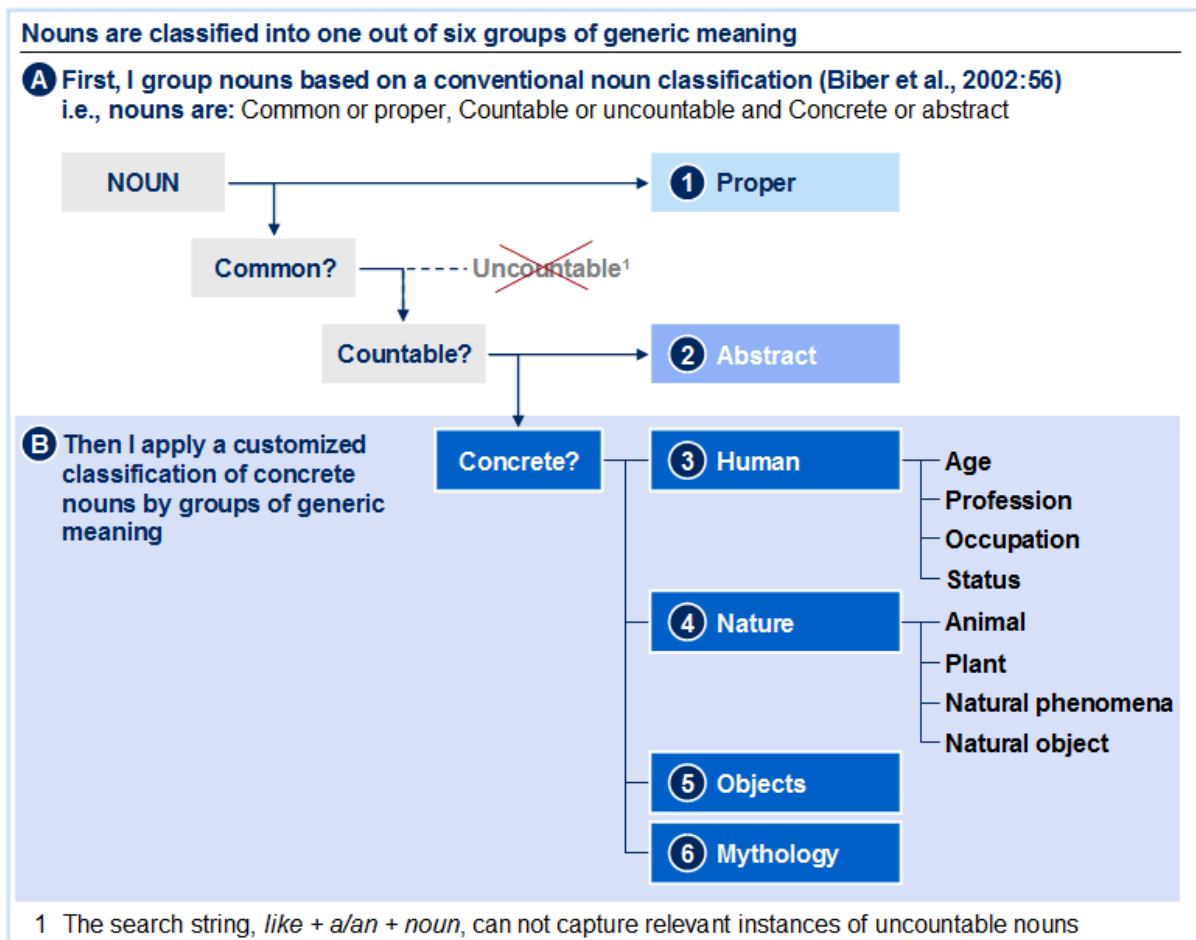 Nouns are classified into one out of six groups of generic meaning
A First, I group nouns based on a conventional noun classification (Biber et al., 2002:56)
i.e., nouns are: Common or proper, Countable or uncountable and Concrete or abstract
NOUN
1 Proper
Common?
Uncountable¹
Countable?
2 Abstract
B Then I apply a customized
classification of concrete
nouns by groups of generic
meaning
Concrete?
3 Human
Age
Profession
Occupation
Status
4 Nature
Animal
Plant
Natural phenomena
Natural object
5 Objects
6 Mythology
1 The search string, like + a/an + noun, can not capture relevant instances of uncountable nouns